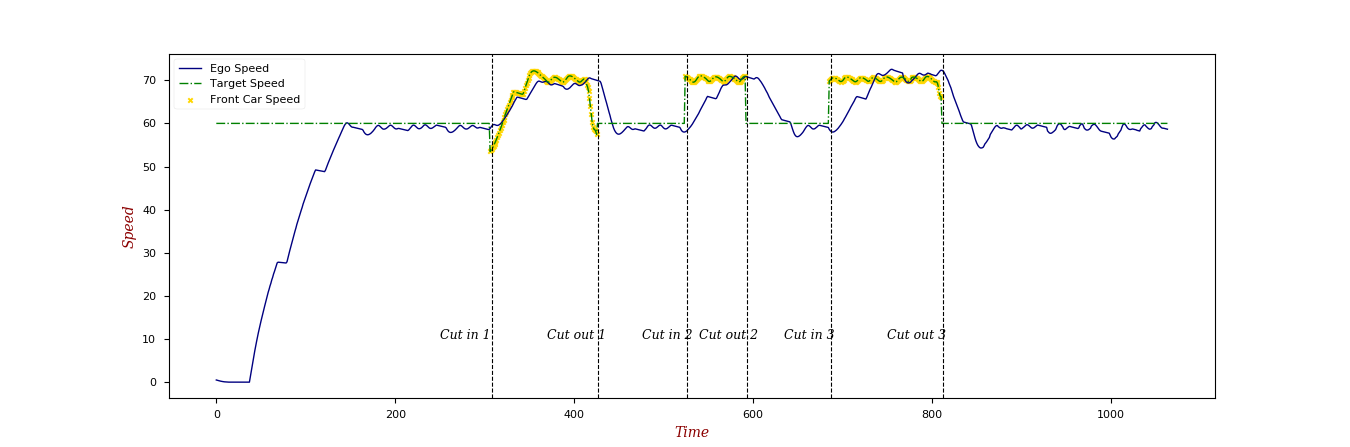 Ego Speed
Target Speed
Front Car Speed
70
60
50
40
30
20
10
0
Speed
Cut in 1
Cut out 1
Cut in 2
Cut out 2
Cut in 3
Cut out 3
0
200
400
600
800
1000
Time